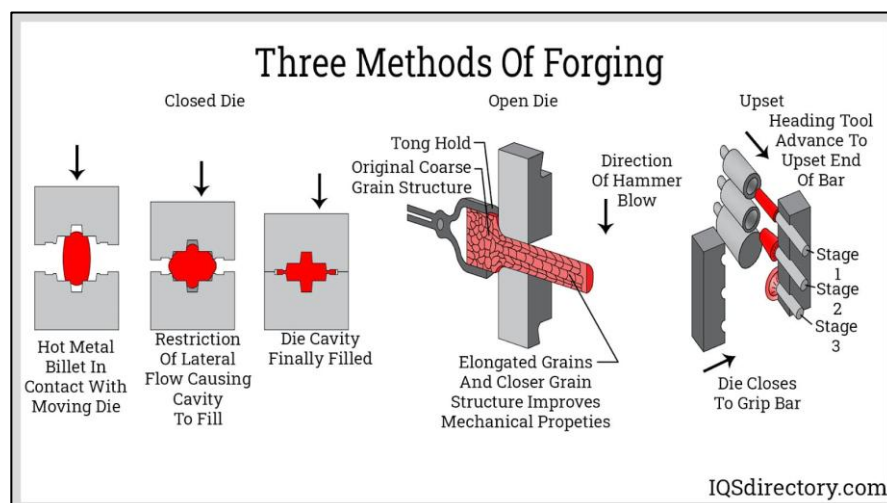 Three Methods Of Forging
Closed Die
Hot Metal
Billet In
Contact With
Moving Die
Restriction
Of Lateral
Flow Causing
Cavity
To Fill
Die Cavity
Finally Filled
Open Die
Tong Hold
Original Coarse
Grain Structure
Direction
Of Hammer
Blow
Elongated Grains
And Closer Grain
Structure Improves
Mechanical Propeties
Upset
Heading Tool
Advance To
Upset End
Of Bar
Stage
1
Stage
2
Stage
3
Die Closes
To Grip Bar
IQSdirectory.com